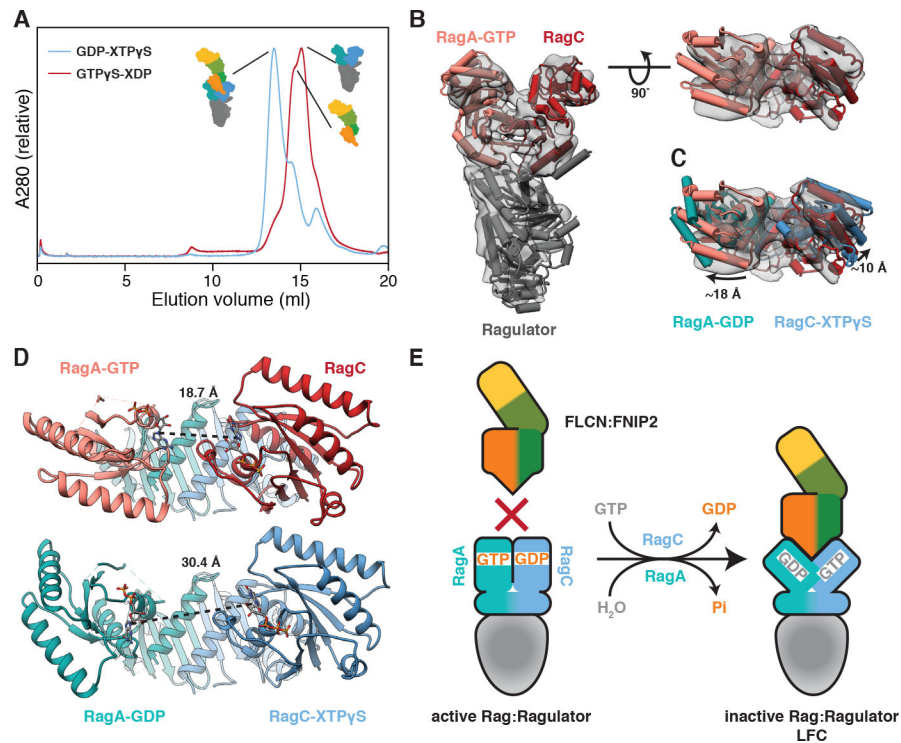 A
GDP-XTPγS
GTPγS-XDP
A280 (relative)
0
5
10
15
20
Elution volume (ml)
B
RagA-GTP
RagC
90-
Ragulator
C
~18 Å
~10 Å
RagA-GDP
RagC-XTPγS
D
RagA-GTP
RagC
18.7 Å
30.4 Å
RagA-GDP
RagC-XTPγS
E
FLCN:FNIP2
RagA
GTP
GDP
RagC
GTP
GDP
RagC
RagA
H₂O
Pi
GDP
GTP
active Rag:Ragulator
inactive Rag:Ragulator
LFC